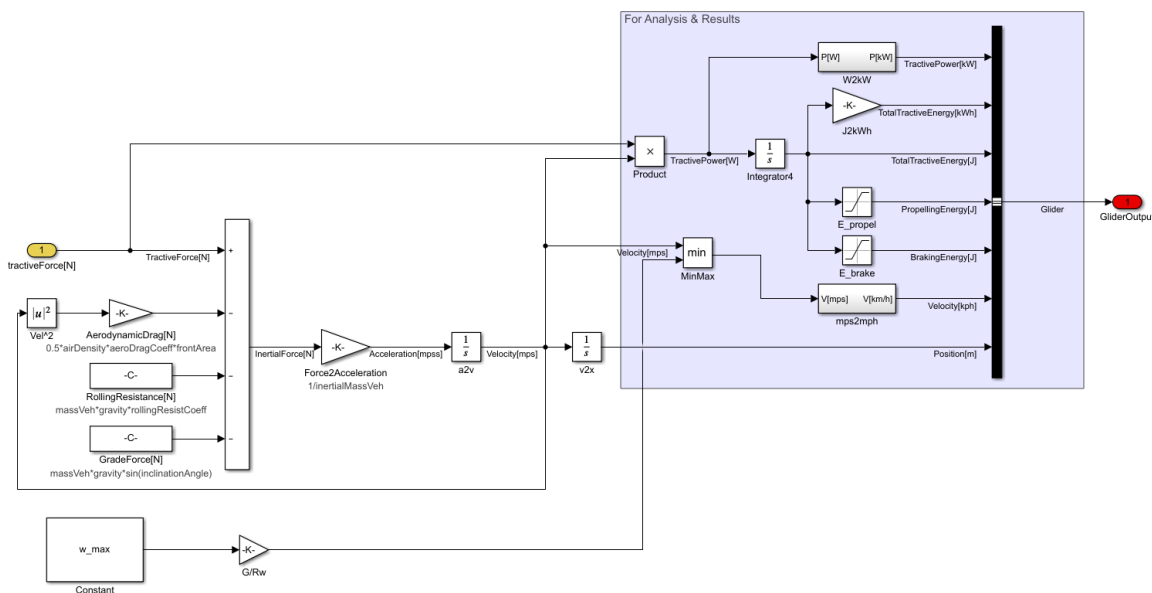 For Analysis & Results
P[W] P[kW]
W2kW
TractivePower[kW]
-K-
J2kWh
TotalTractiveEnergy[kWh]
×
Product
TractivePower[W]
1
s
Integrator4
TotalTractiveEnergy[J]
E_propel
PropellingEnergy[J]
Glider
1
GliderOutpu
E_brake
BrakingEnergy[J]
1
tractiveForce[N]
TractiveForce[N]
+
Velocity[mps]
min
MinMax
V[mps] V[km/h]
mps2mph
Velocity[kph]
|u|²
Vel^2
-K-
AerodynamicDrag[N]
0.5*airDensity*aeroDragCoeff*frontArea
−
InertialForce[N]
-K-
Force2Acceleration
1/inertialMassVeh
Acceleration[mpss]
1
s
a2v
Velocity[mps]
1
s
v2x
Position[m]
-C-
RollingResistance[N]
massVeh*gravity*rollingResistCoeff
−
-C-
GradeForce[N]
massVeh*gravity*sin(inclinationAngle)
−
w_max
Constant
-K-
G/Rw